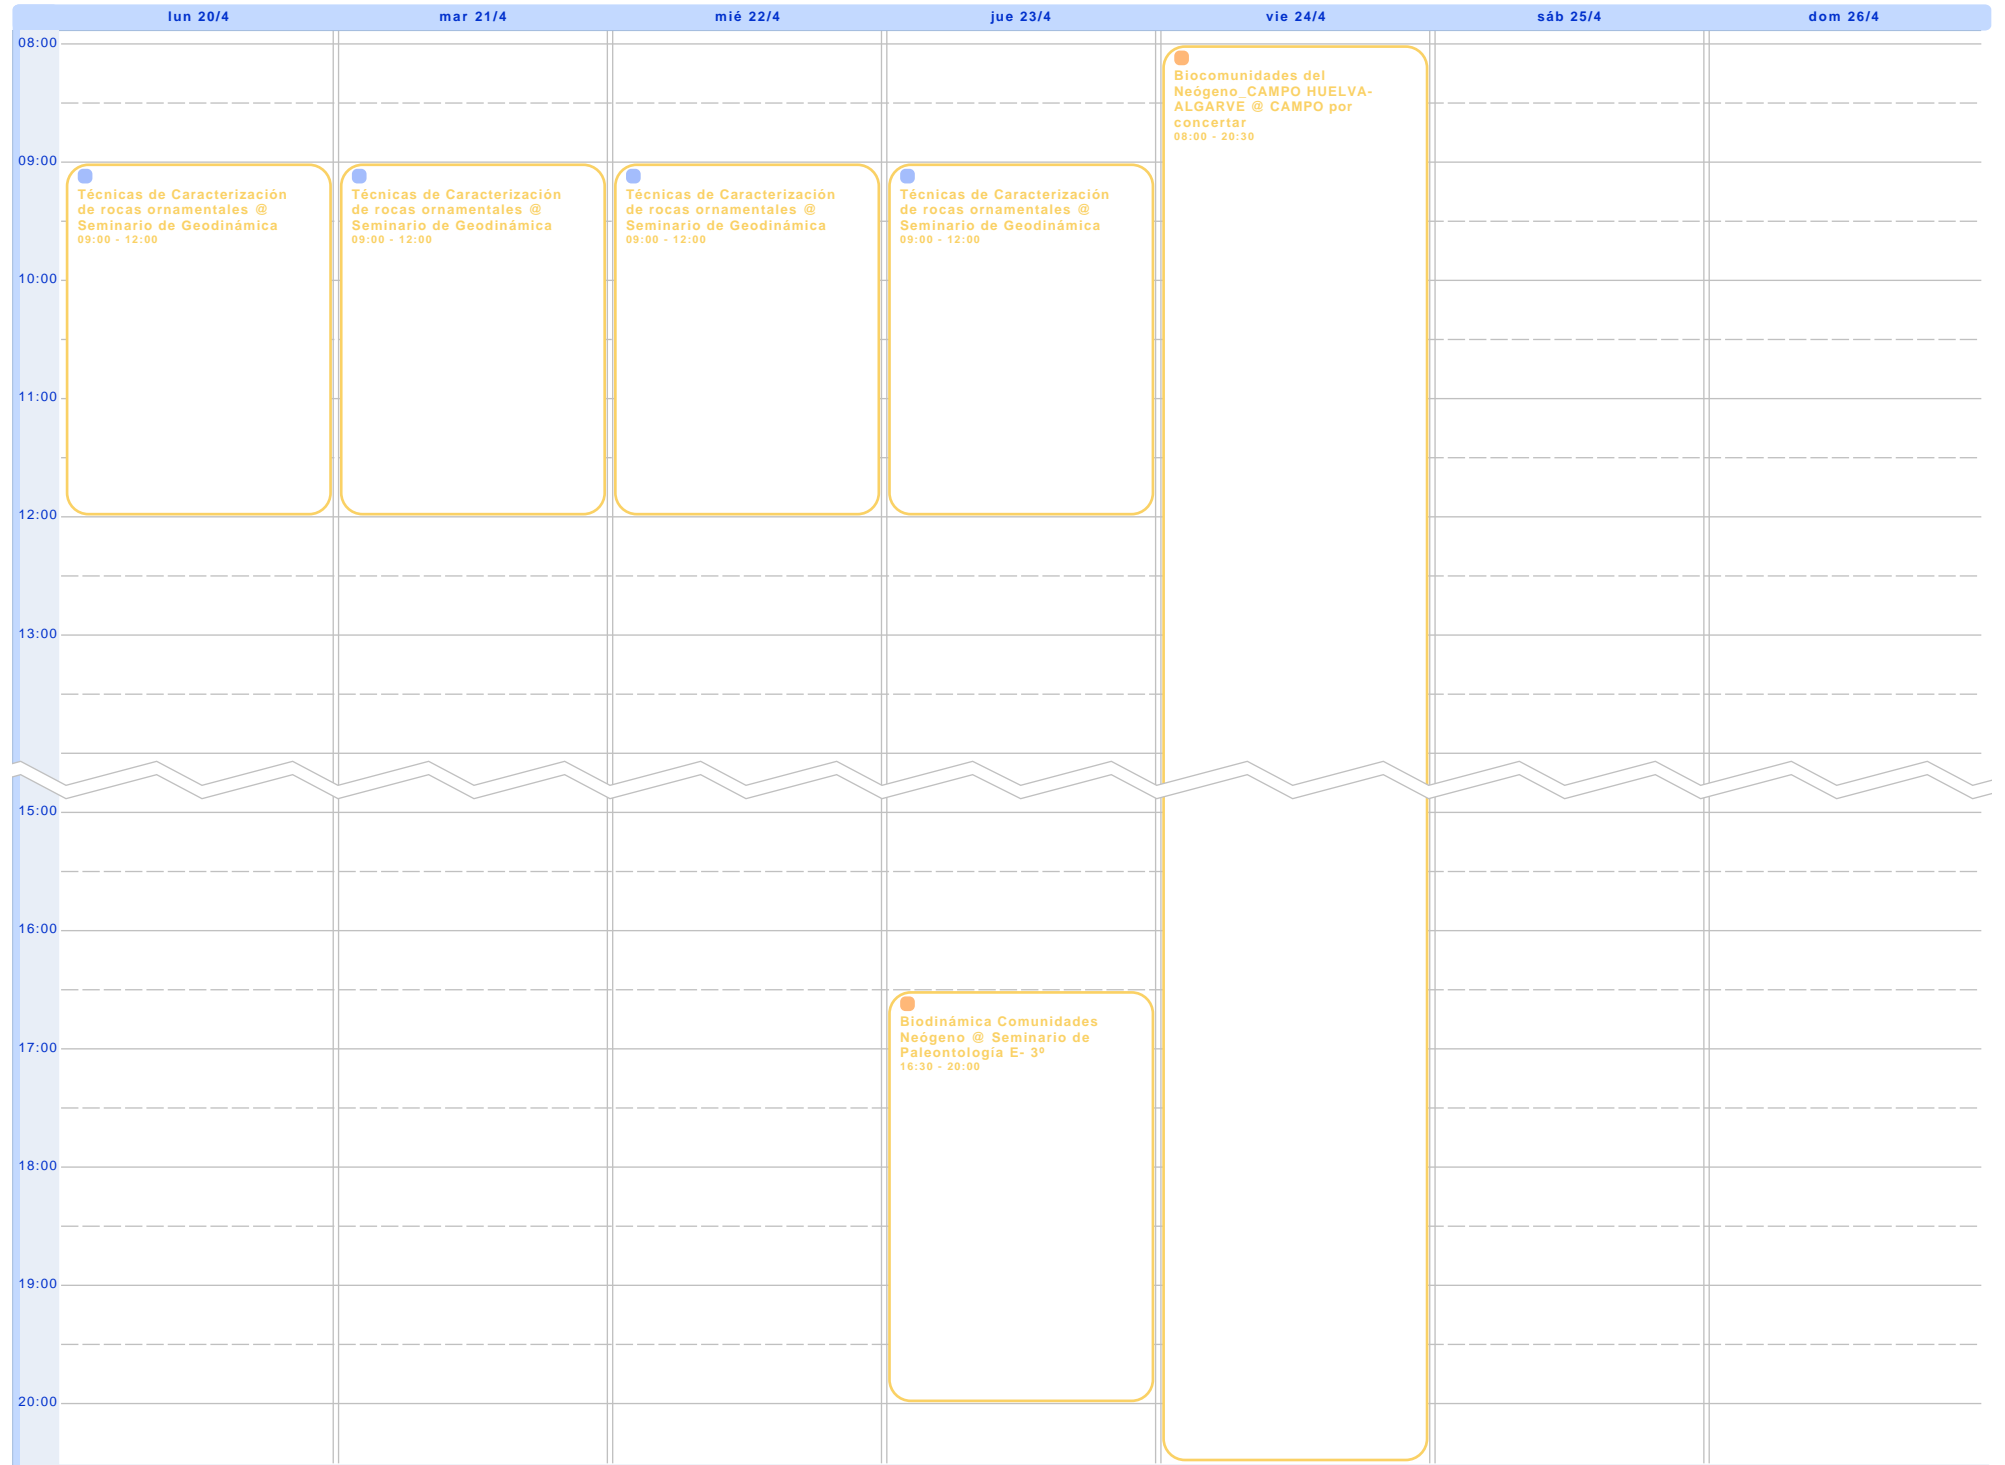 lun 20/4
mar 21/4
mié 22/4
jue 23/4
vie 24/4
sáb 25/4
dom 26/4
08:00
Biocomunidades del
Neógeno_CAMPO HUELVA-
ALGARVE @ CAMPO por
concertar
08:00 - 20:30
09:00
Técnicas de Caracterización
de rocas ornamentales @
Seminario de Geodinámica
09:00 - 12:00
Técnicas de Caracterización
de rocas ornamentales @
Seminario de Geodinámica
09:00 - 12:00
Técnicas de Caracterización
de rocas ornamentales @
Seminario de Geodinámica
09:00 - 12:00
Técnicas de Caracterización
de rocas ornamentales @
Seminario de Geodinámica
09:00 - 12:00
10:00
11:00
12:00
13:00
15:00
16:00
Biodinámica Comunidades
Neógeno @ Seminario de
Paleontología E- 3º
16:30 - 20:00
17:00
18:00
19:00
20:00